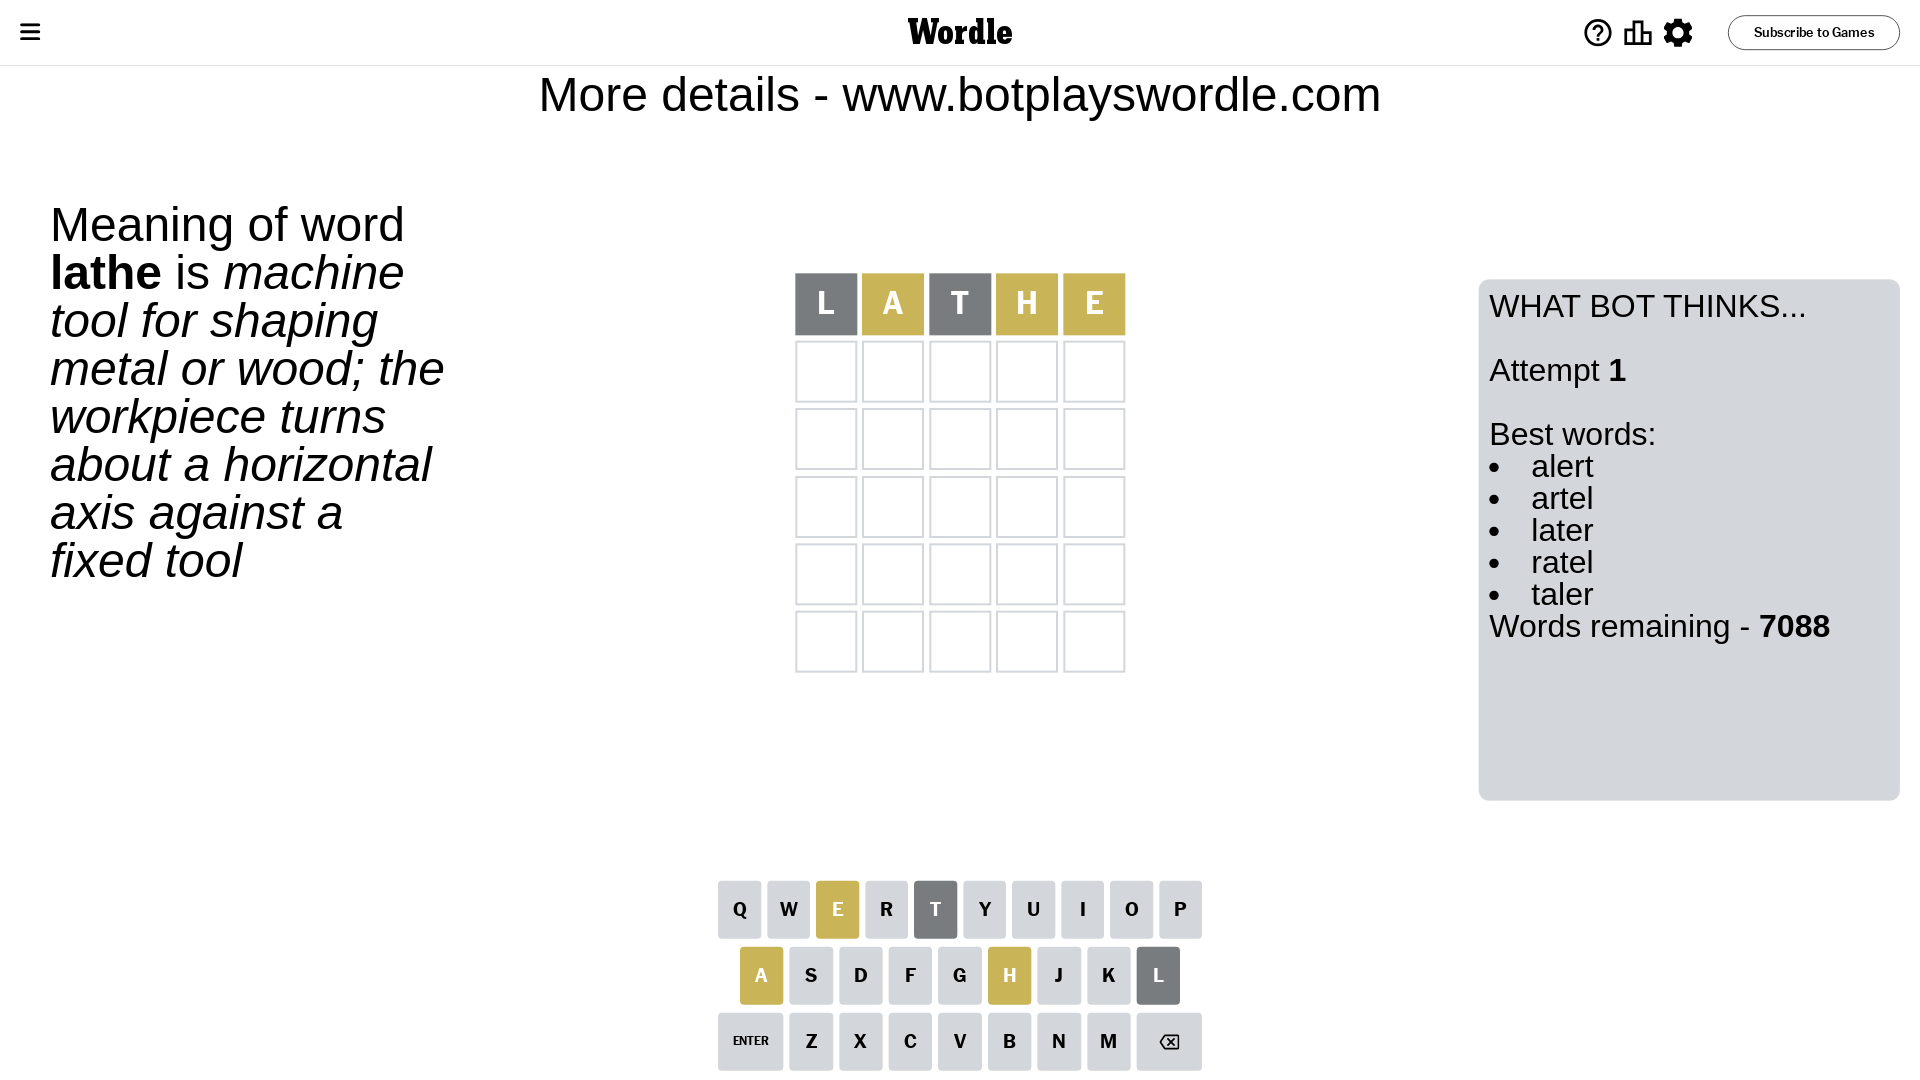 Wordle
Subscribe to Games
More details - www.botplayswordle.com
Meaning of word
lathe is machine
tool for shaping
metal or wood; the
workpiece turns
about a horizontal
axis against a
fixed tool
L A T H E
WHAT BOT THINKS...
Attempt 1
Best words:
• alert
• artel
• later
• ratel
• taler
Words remaining - 7088
Q W E R T Y U I O P
A S D F G H J K L
ENTER Z X C V B N M